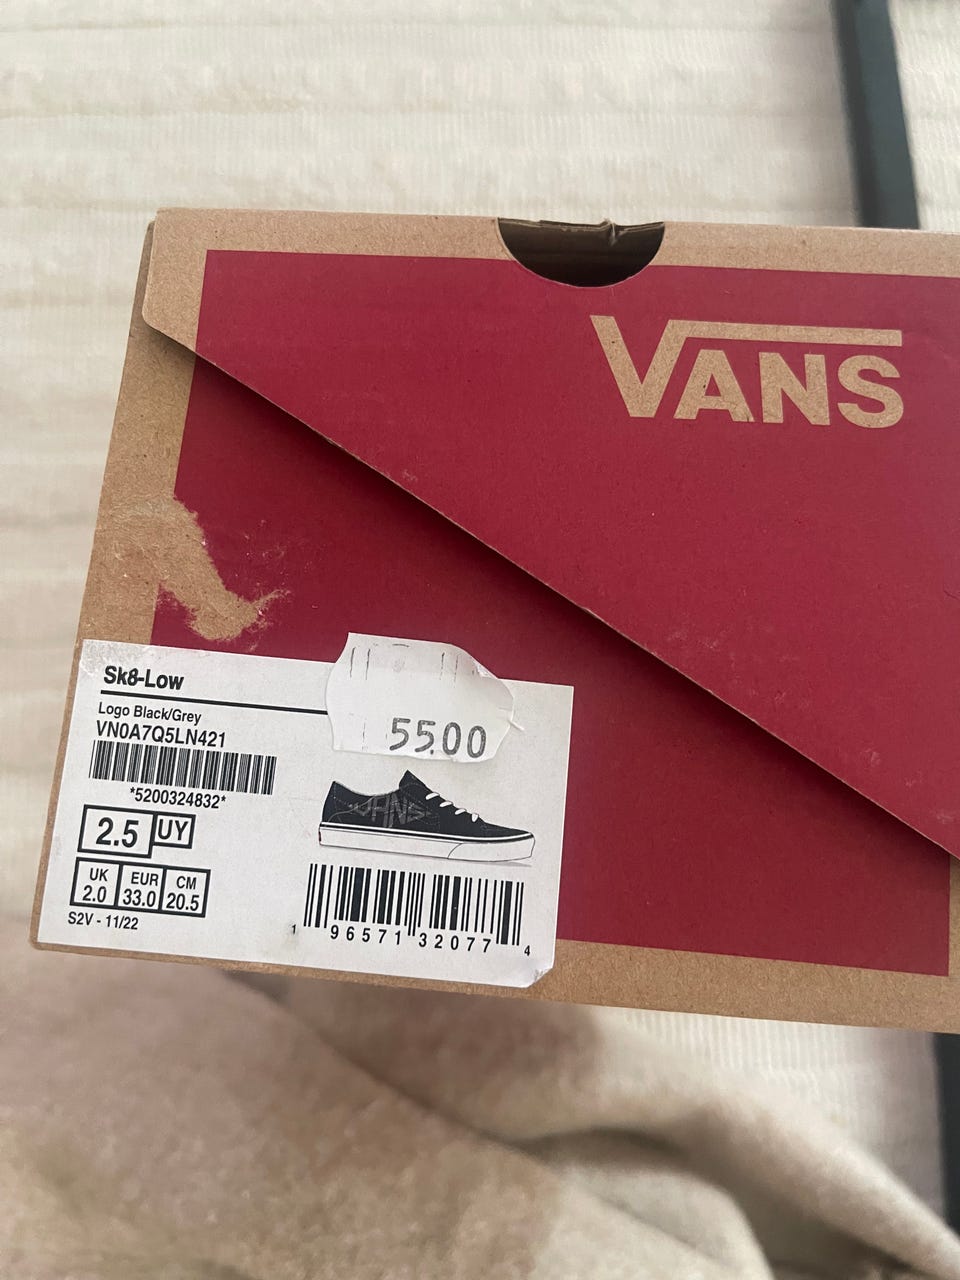 VANS
Sk8-Low
Logo Black/Grey
VN0A7Q5LN421
*5200324832*
55.00
2.5 UY
UK EUR CM
2.0 33.0 20.5
S2V - 11/22
VANS
1 96571 32077 4